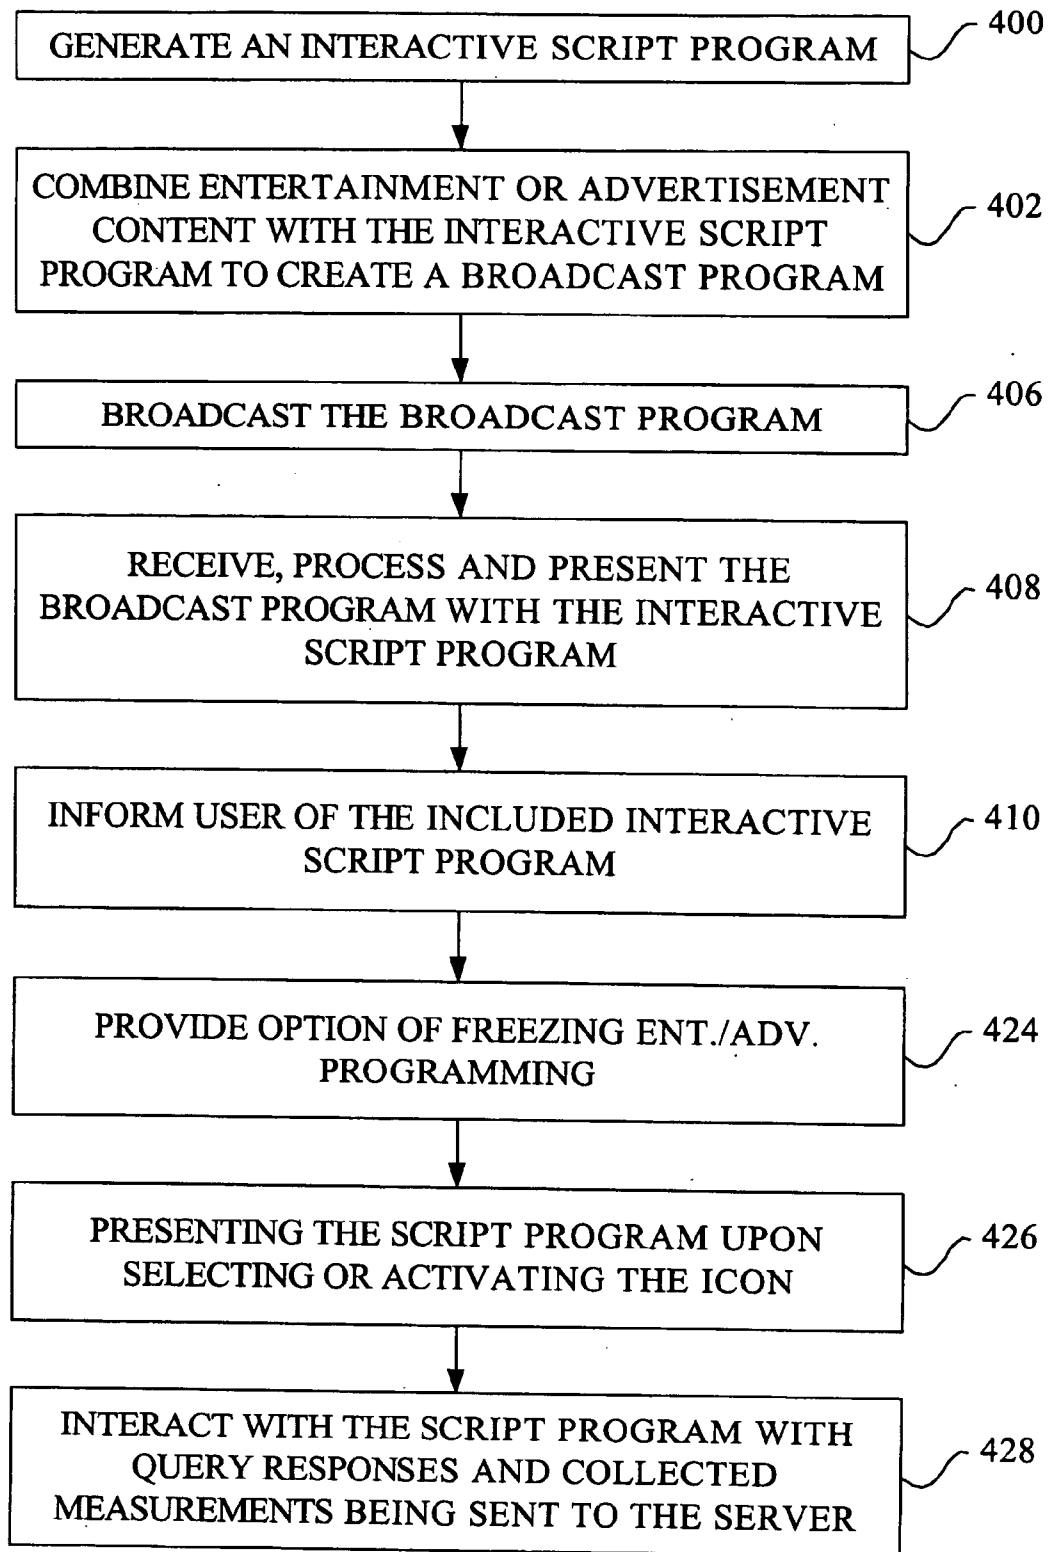 GENERATE AN INTERACTIVE SCRIPT PROGRAM
400
COMBINE ENTERTAINMENT OR ADVERTISEMENT
CONTENT WITH THE INTERACTIVE SCRIPT
PROGRAM TO CREATE A BROADCAST PROGRAM
402
BROADCAST THE BROADCAST PROGRAM
406
RECEIVE, PROCESS AND PRESENT THE
BROADCAST PROGRAM WITH THE INTERACTIVE
SCRIPT PROGRAM
408
INFORM USER OF THE INCLUDED INTERACTIVE
SCRIPT PROGRAM
410
PROVIDE OPTION OF FREEZING ENT./ADV.
PROGRAMMING
424
PRESENTING THE SCRIPT PROGRAM UPON
SELECTING OR ACTIVATING THE ICON
426
INTERACT WITH THE SCRIPT PROGRAM WITH
QUERY RESPONSES AND COLLECTED
MEASUREMENTS BEING SENT TO THE SERVER
428